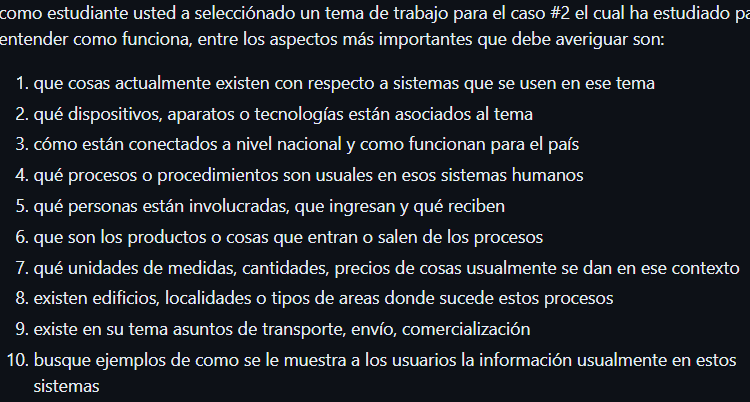 como estudiante usted a selecciónado un tema de trabajo para el caso #2 el cual ha estudiado
entender como funciona, entre los aspectos más importantes que debe averiguar son:
1. que cosas actualmente existen con respecto a sistemas que se usen en ese tema
2. qué dispositivos, aparatos o tecnologías están asociados al tema
3. cómo están conectados a nivel nacional y como funcionan para el país
4. qué procesos o procedimientos son usuales en esos sistemas humanos
5. qué personas están involucradas, que ingresan y qué reciben
6. que son los productos o cosas que entran o salen de los procesos
7. qué unidades de medidas, cantidades, precios de cosas usualmente se dan en ese contexto
8. existen edificios, localidades o tipos de areas donde sucede estos procesos
9. existe en su tema asuntos de transporte, envío, comercialización
10. busque ejemplos de como se le muestra a los usuarios la información usualmente en estos
sistemas